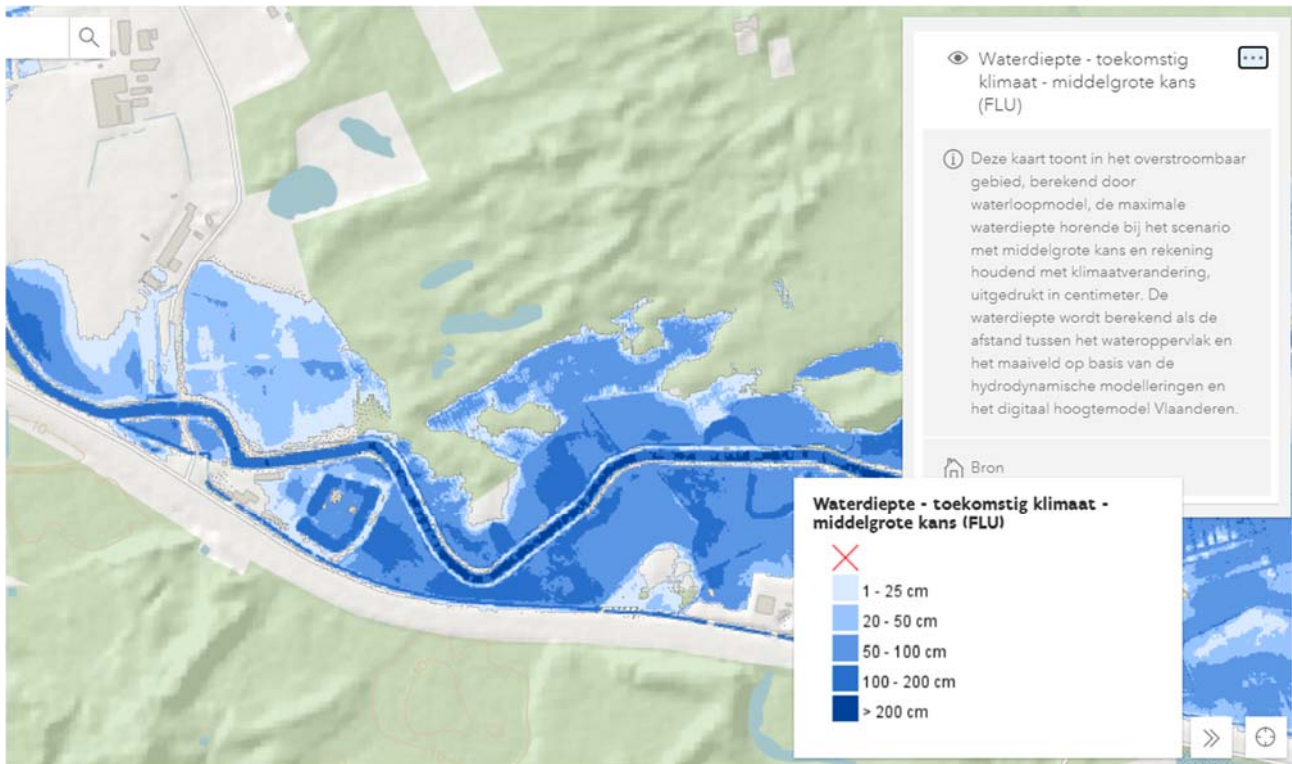 Waterdiepte - toekomstig
klimaat - middelgrote kans
(FLU)
Deze kaart toont in het overstroombaar
gebied, berekend door
waterloopmodel, de maximale
waterdiepte horende bij het scenario
met middelgrote kans en rekening
houdend met klimaatverandering,
uitgedrukt in centimeter. De
waterdiepte wordt berekend als de
afstand tussen het wateroppervlak en
het maaiveld op basis van de
hydrodynamische modelleringen en
het digitaal hoogtemodel Vlaanderen.
Bron
Waterdiepte - toekomstig klimaat -
middelgrote kans (FLU)
1 - 25 cm
20 - 50 cm
50 - 100 cm
100 - 200 cm
> 200 cm
10